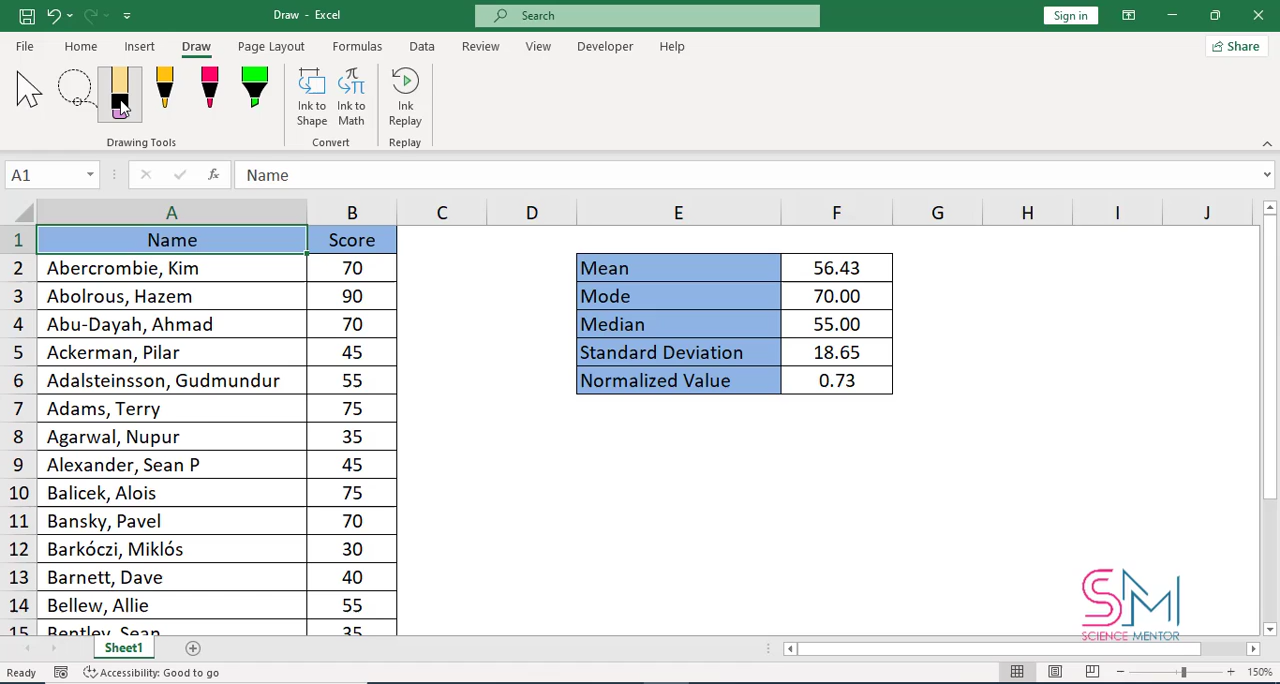 Draw - Excel
Search
Sign in
File Home Insert Draw Page Layout Formulas Data Review View Developer Help
Share
Ink to Shape
Ink to Math
Ink Replay
Drawing Tools Convert Replay
A1 fx Name
A B C D E F G H I J
1 Name Score
2 Abercrombie, Kim 70 Mean 56.43
3 Abolrous, Hazem 90 Mode 70.00
4 Abu-Dayah, Ahmad 70 Median 55.00
5 Ackerman, Pilar 45 Standard Deviation 18.65
6 Adalsteinsson, Gudmundur 55 Normalized Value 0.73
7 Adams, Terry 75
8 Agarwal, Nupur 35
9 Alexander, Sean P 45
10 Balicek, Alois 75
11 Bansky, Pavel 70
12 Barkóczi, Miklós 30
13 Barnett, Dave 40
14 Bellew, Allie 55
15 Bentley, Sean 35
SM
SCIENCE MENTOR
Sheet1
Ready Accessibility: Good to go 150%